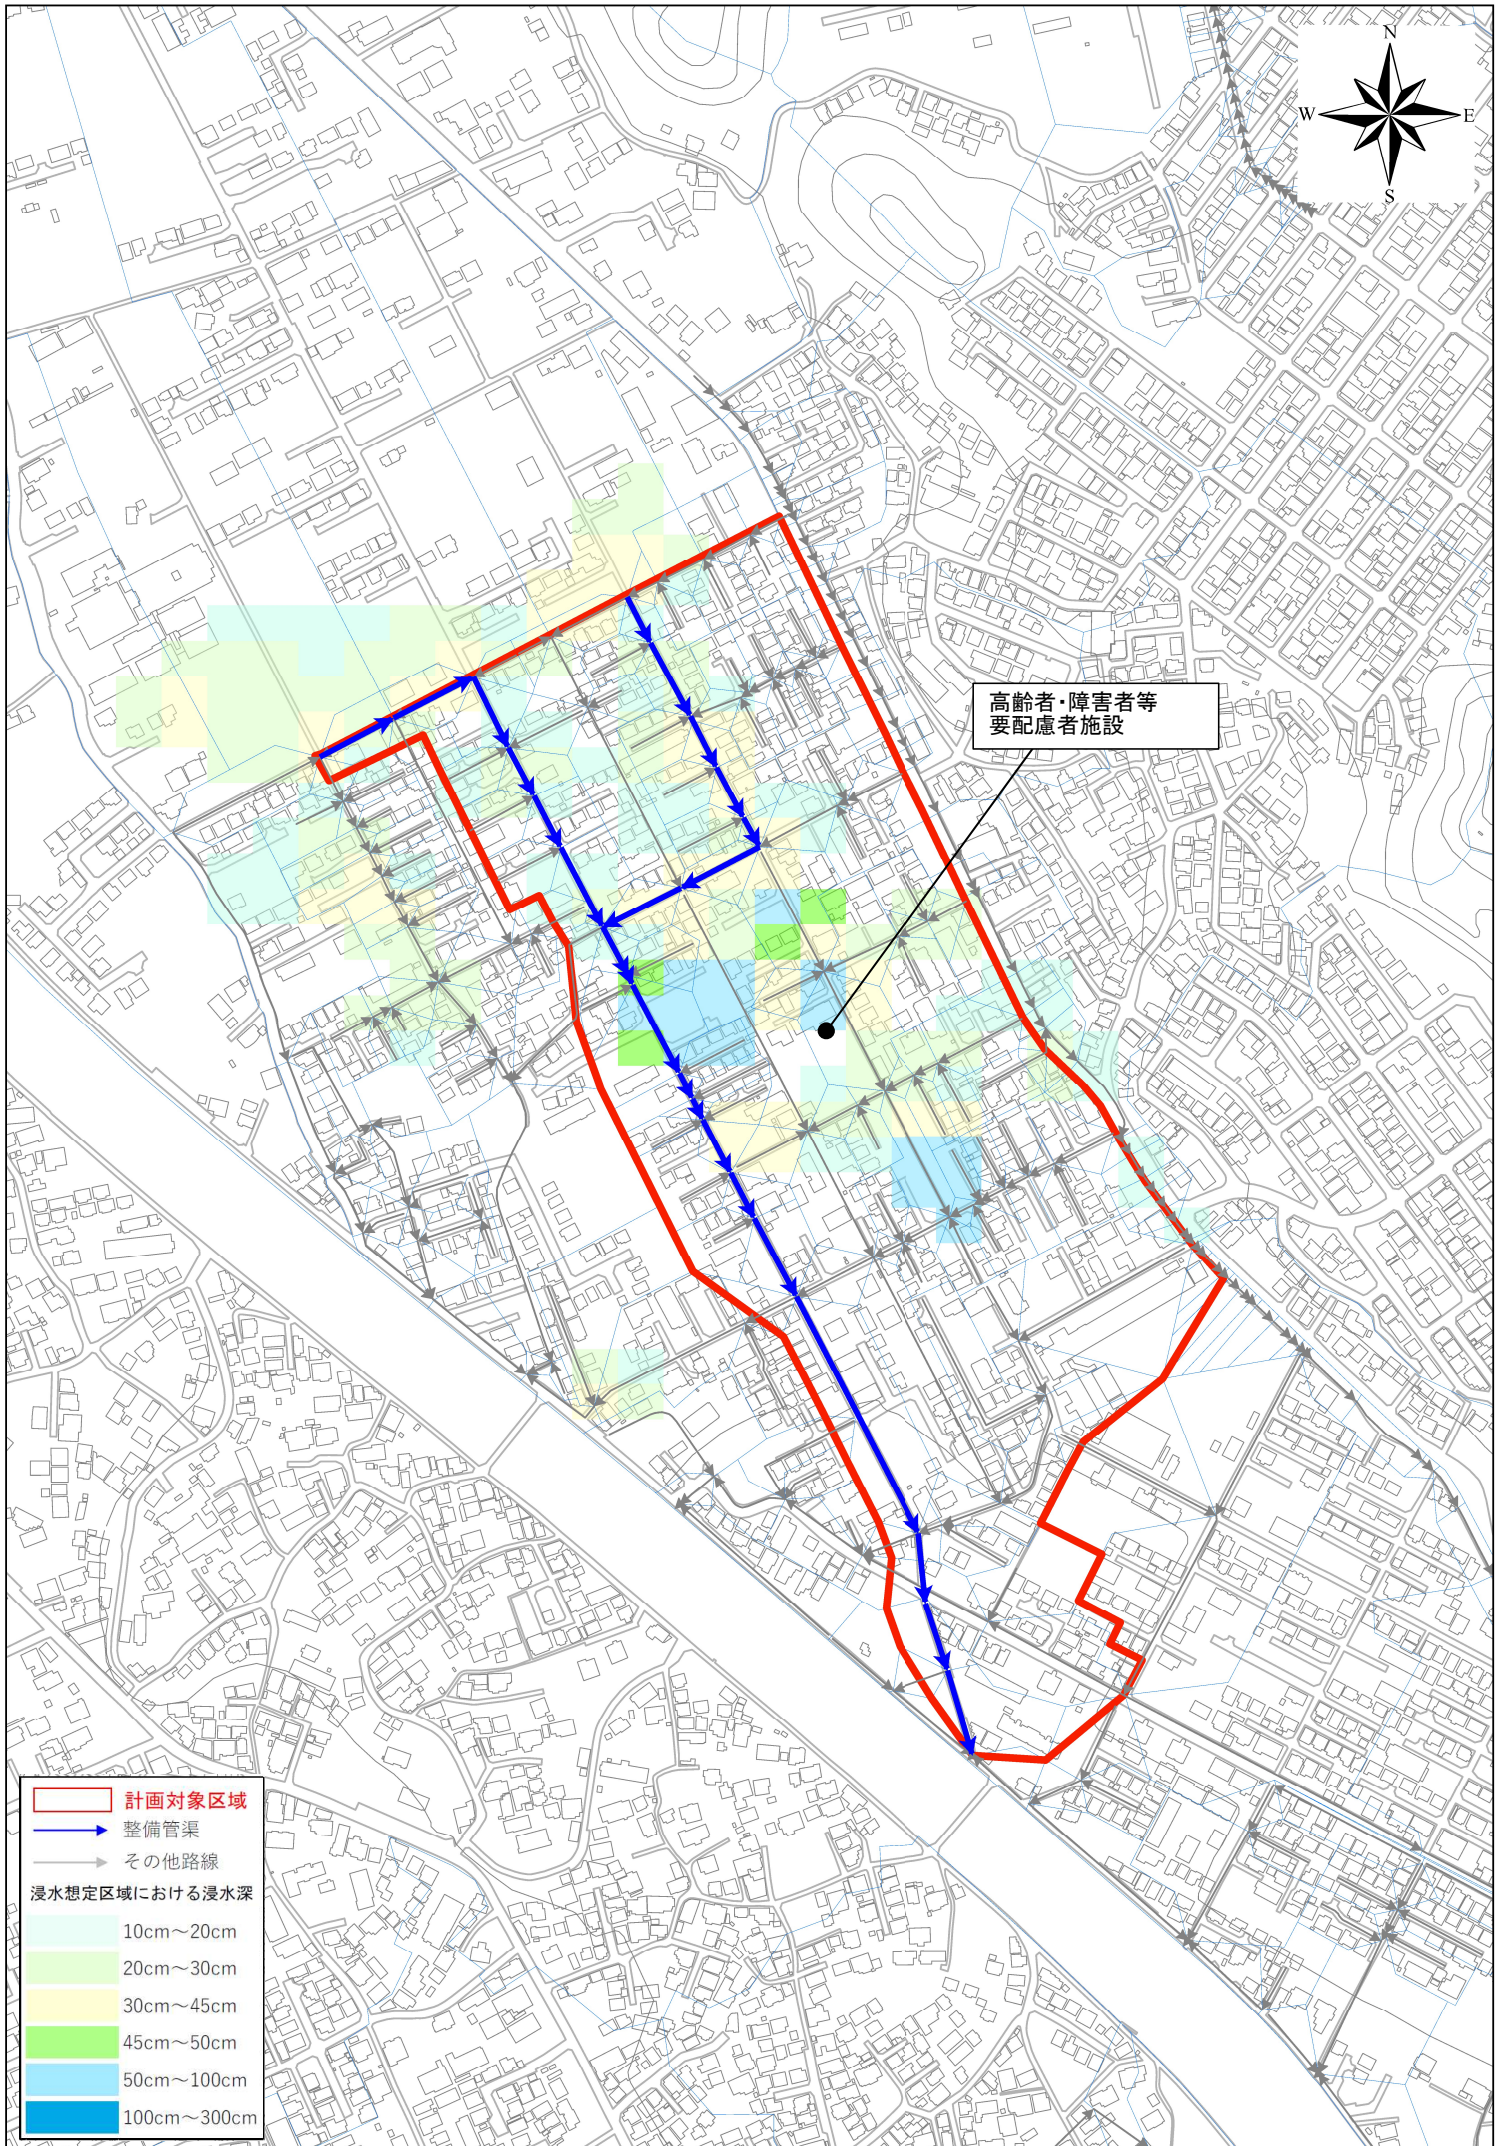 N
W
E
S
高齢者・障害者等
要配慮者施設
計画対象区域
整備管渠
その他路線
浸水想定区域における浸水深
10cm～20cm
20cm～30cm
30cm～45cm
45cm～50cm
50cm～100cm
100cm～300cm